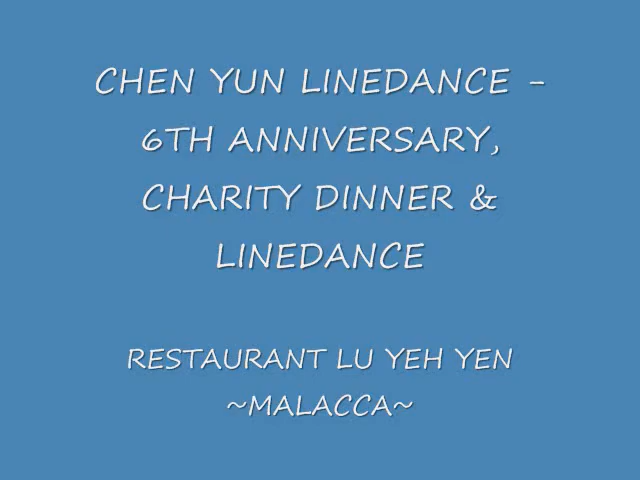 CHEN YUN LINEDANCE -
6TH ANNIVERSARY,
CHARITY DINNER &
LINEDANCE
RESTAURANT LU YEH YEN
~MALACCA~